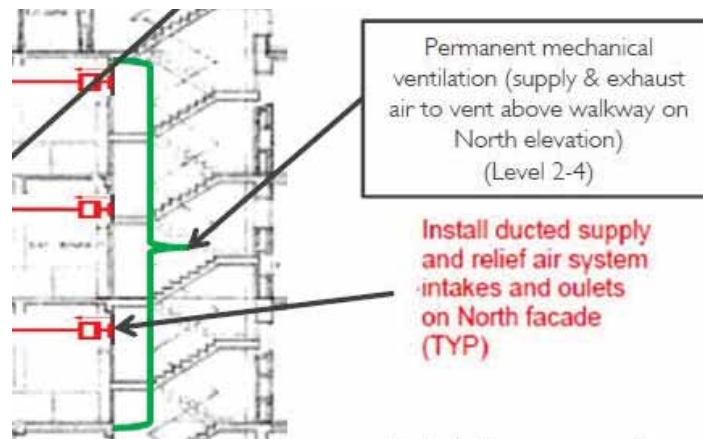 Permanent mechanical
ventilation (supply & exhaust
air to vent above walkway on
North elevation)
(Level 2-4)
Install ducted supply
and relief air system
intakes and oulets
on North facade
(TYP)